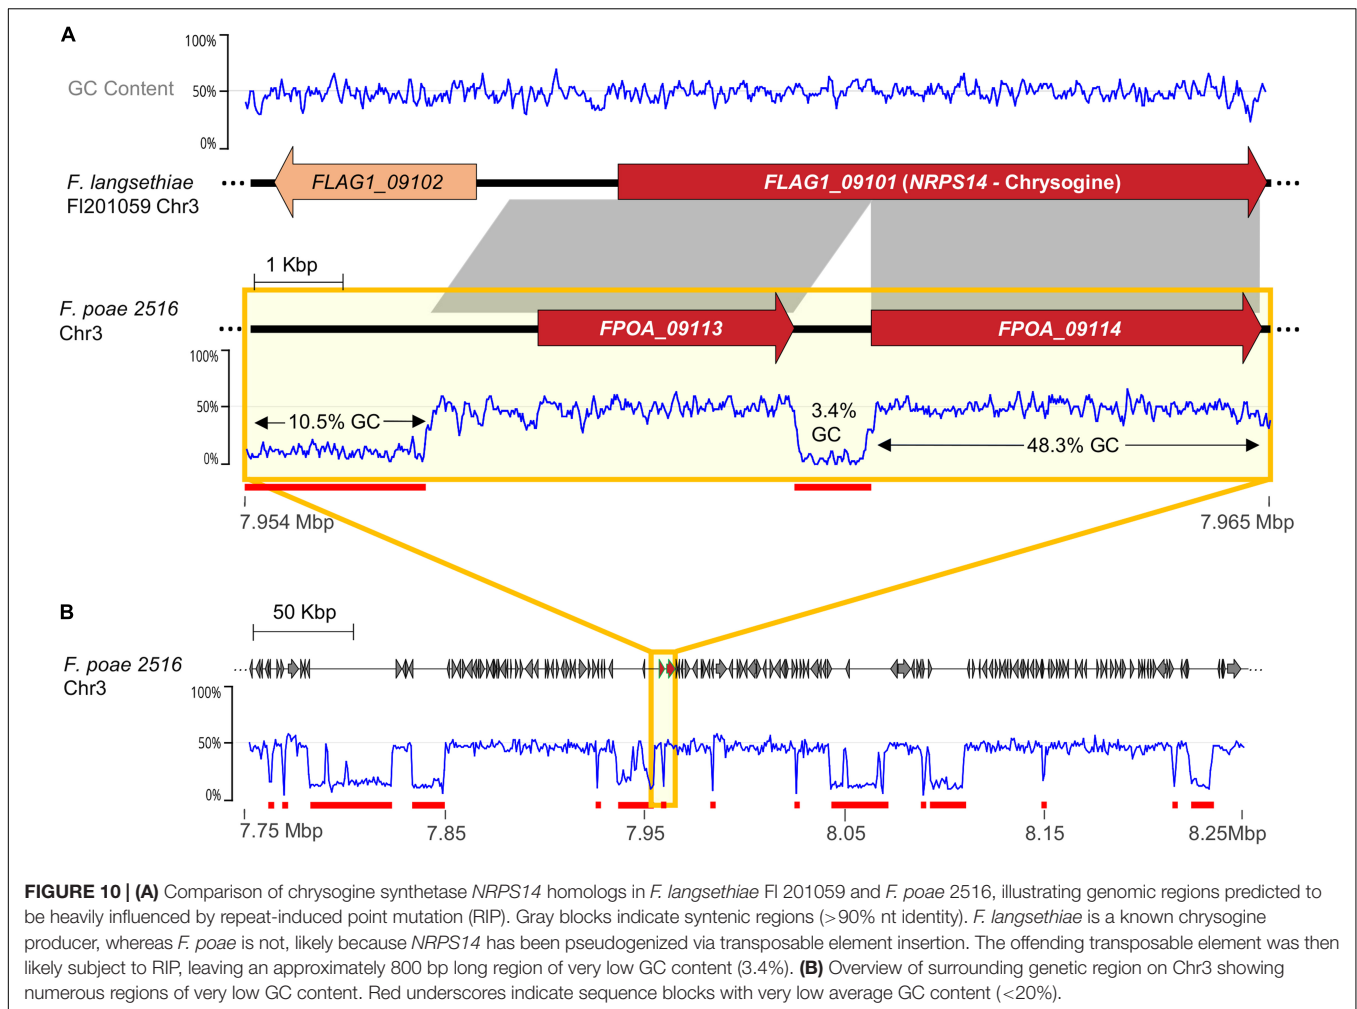 A
100%
GC Content
50%
0%
F. langsethiae
Fl201059 Chr3
FLAG1_09102
FLAG1_09101 (NRPS14 - Chrysogine)
1 Kbp
F. poae 2516
Chr3
FPOA_09113
FPOA_09114
100%
50%
0%
10.5% GC
3.4%
GC
48.3% GC
7.954 Mbp
7.965 Mbp
B
50 Kbp
F. poae 2516
Chr3
100%
50%
0%
7.75 Mbp 7.85 7.95 8.05 8.15 8.25Mbp
FIGURE 10 | (A) Comparison of chrysogine synthetase NRPS14 homologs in F. langsethiae Fl 201059 and F. poae 2516, illustrating genomic regions predicted to
be heavily influenced by repeat-induced point mutation (RIP). Gray blocks indicate syntenic regions (>90% nt identity). F. langsethiae is a known chrysogine
producer, whereas F. poae is not, likely because NRPS14 has been pseudogenized via transposable element insertion. The offending transposable element was then
likely subject to RIP, leaving an approximately 800 bp long region of very low GC content (3.4%). (B) Overview of surrounding genetic region on Chr3 showing
numerous regions of very low GC content. Red underscores indicate sequence blocks with very low average GC content (<20%).